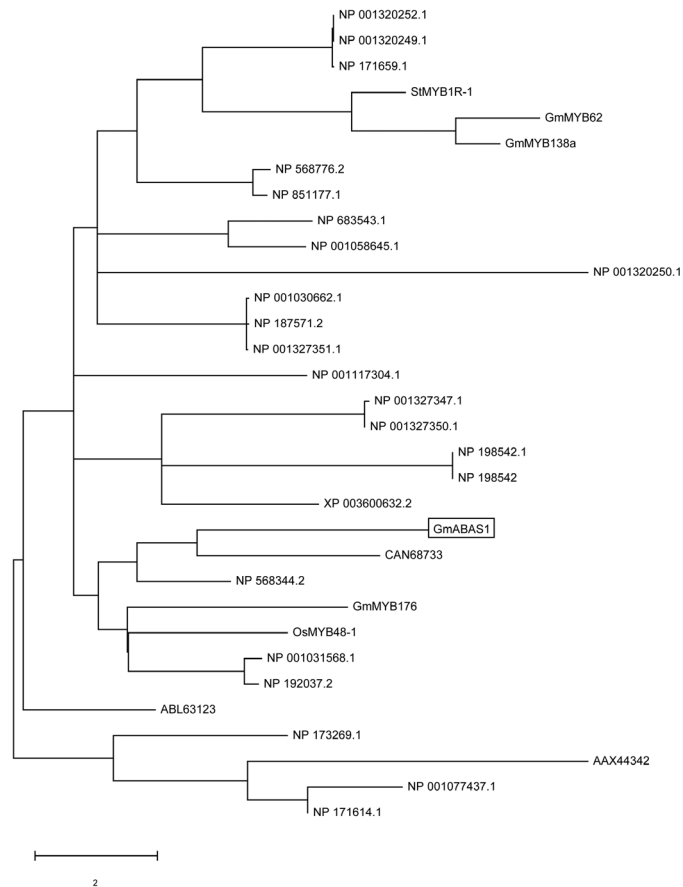 NP 001320252.1
NP 001320249.1
NP 171659.1
StMYB1R-1
GmMYB62
GmMYB138a
NP 568776.2
NP 851177.1
NP 683543.1
NP 001058645.1
NP 001320250.1
NP 001030662.1
NP 187571.2
NP 001327351.1
NP 001117304.1
NP 001327347.1
NP 001327350.1
NP 198542.1
NP 198542
XP 003600632.2
GmABAS1
CAN68733
NP 568344.2
GmMYB176
OsMYB48-1
NP 001031568.1
NP 192037.2
ABL63123
NP 173269.1
AAX44342
NP 001077437.1
NP 171614.1
2